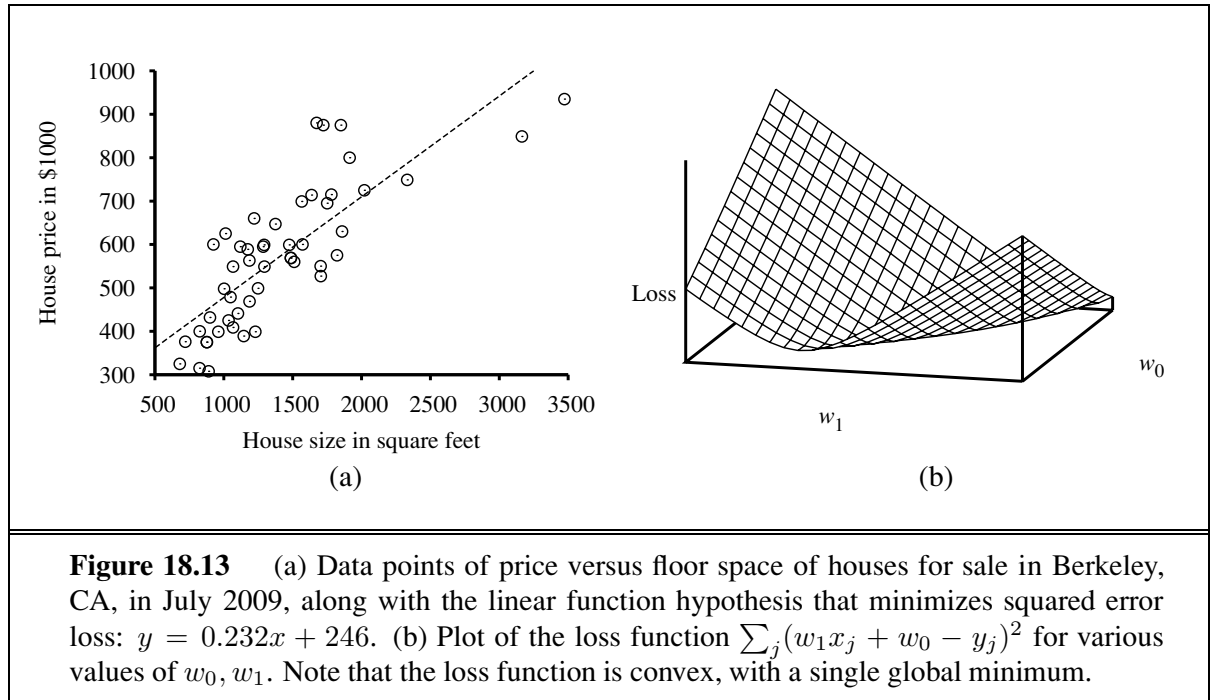 1000
900
800
700
600
500
400
300
House price in $1000
500 1000 1500 2000 2500 3000 3500
House size in square feet
(a)
Loss
w0
w1
(b)
Figure 18.13 (a) Data points of price versus floor space of houses for sale in Berkeley,
CA, in July 2009, along with the linear function hypothesis that minimizes squared error
loss: y = 0.232x + 246. (b) Plot of the loss function ∑j(w1xj + w0 − yj)² for various
values of w0, w1. Note that the loss function is convex, with a single global minimum.